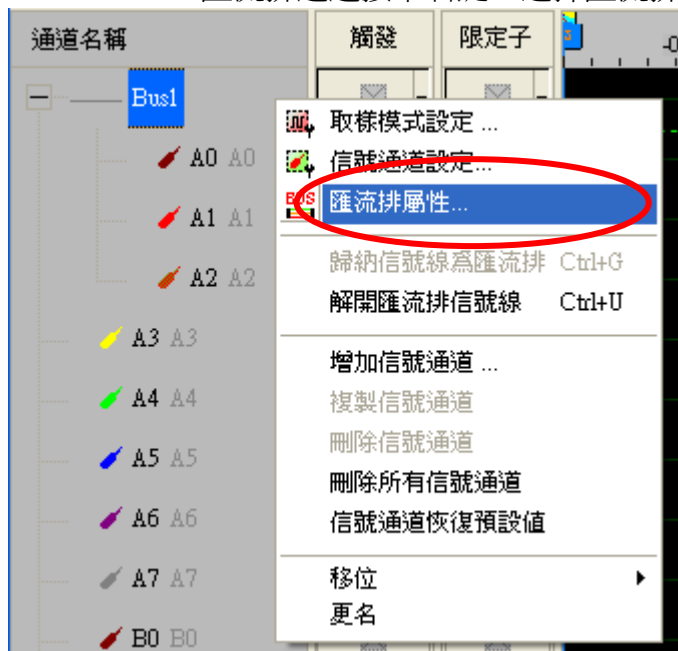 通道名稱 觸發 限定子
Bus1
A0 A0
A1 A1
A2 A2
A3 A3
A4 A4
A5 A5
A6 A6
A7 A7
B0 B0
取樣模式設定 ...
信號通道設定...
BUS 匯流排屬性...
歸納信號線為匯流排 Ctrl+G
解開匯流排信號線 Ctrl+U
增加信號通道 ...
複製信號通道
刪除信號通道
刪除所有信號通道
信號通道恢復預設值
移位
更名